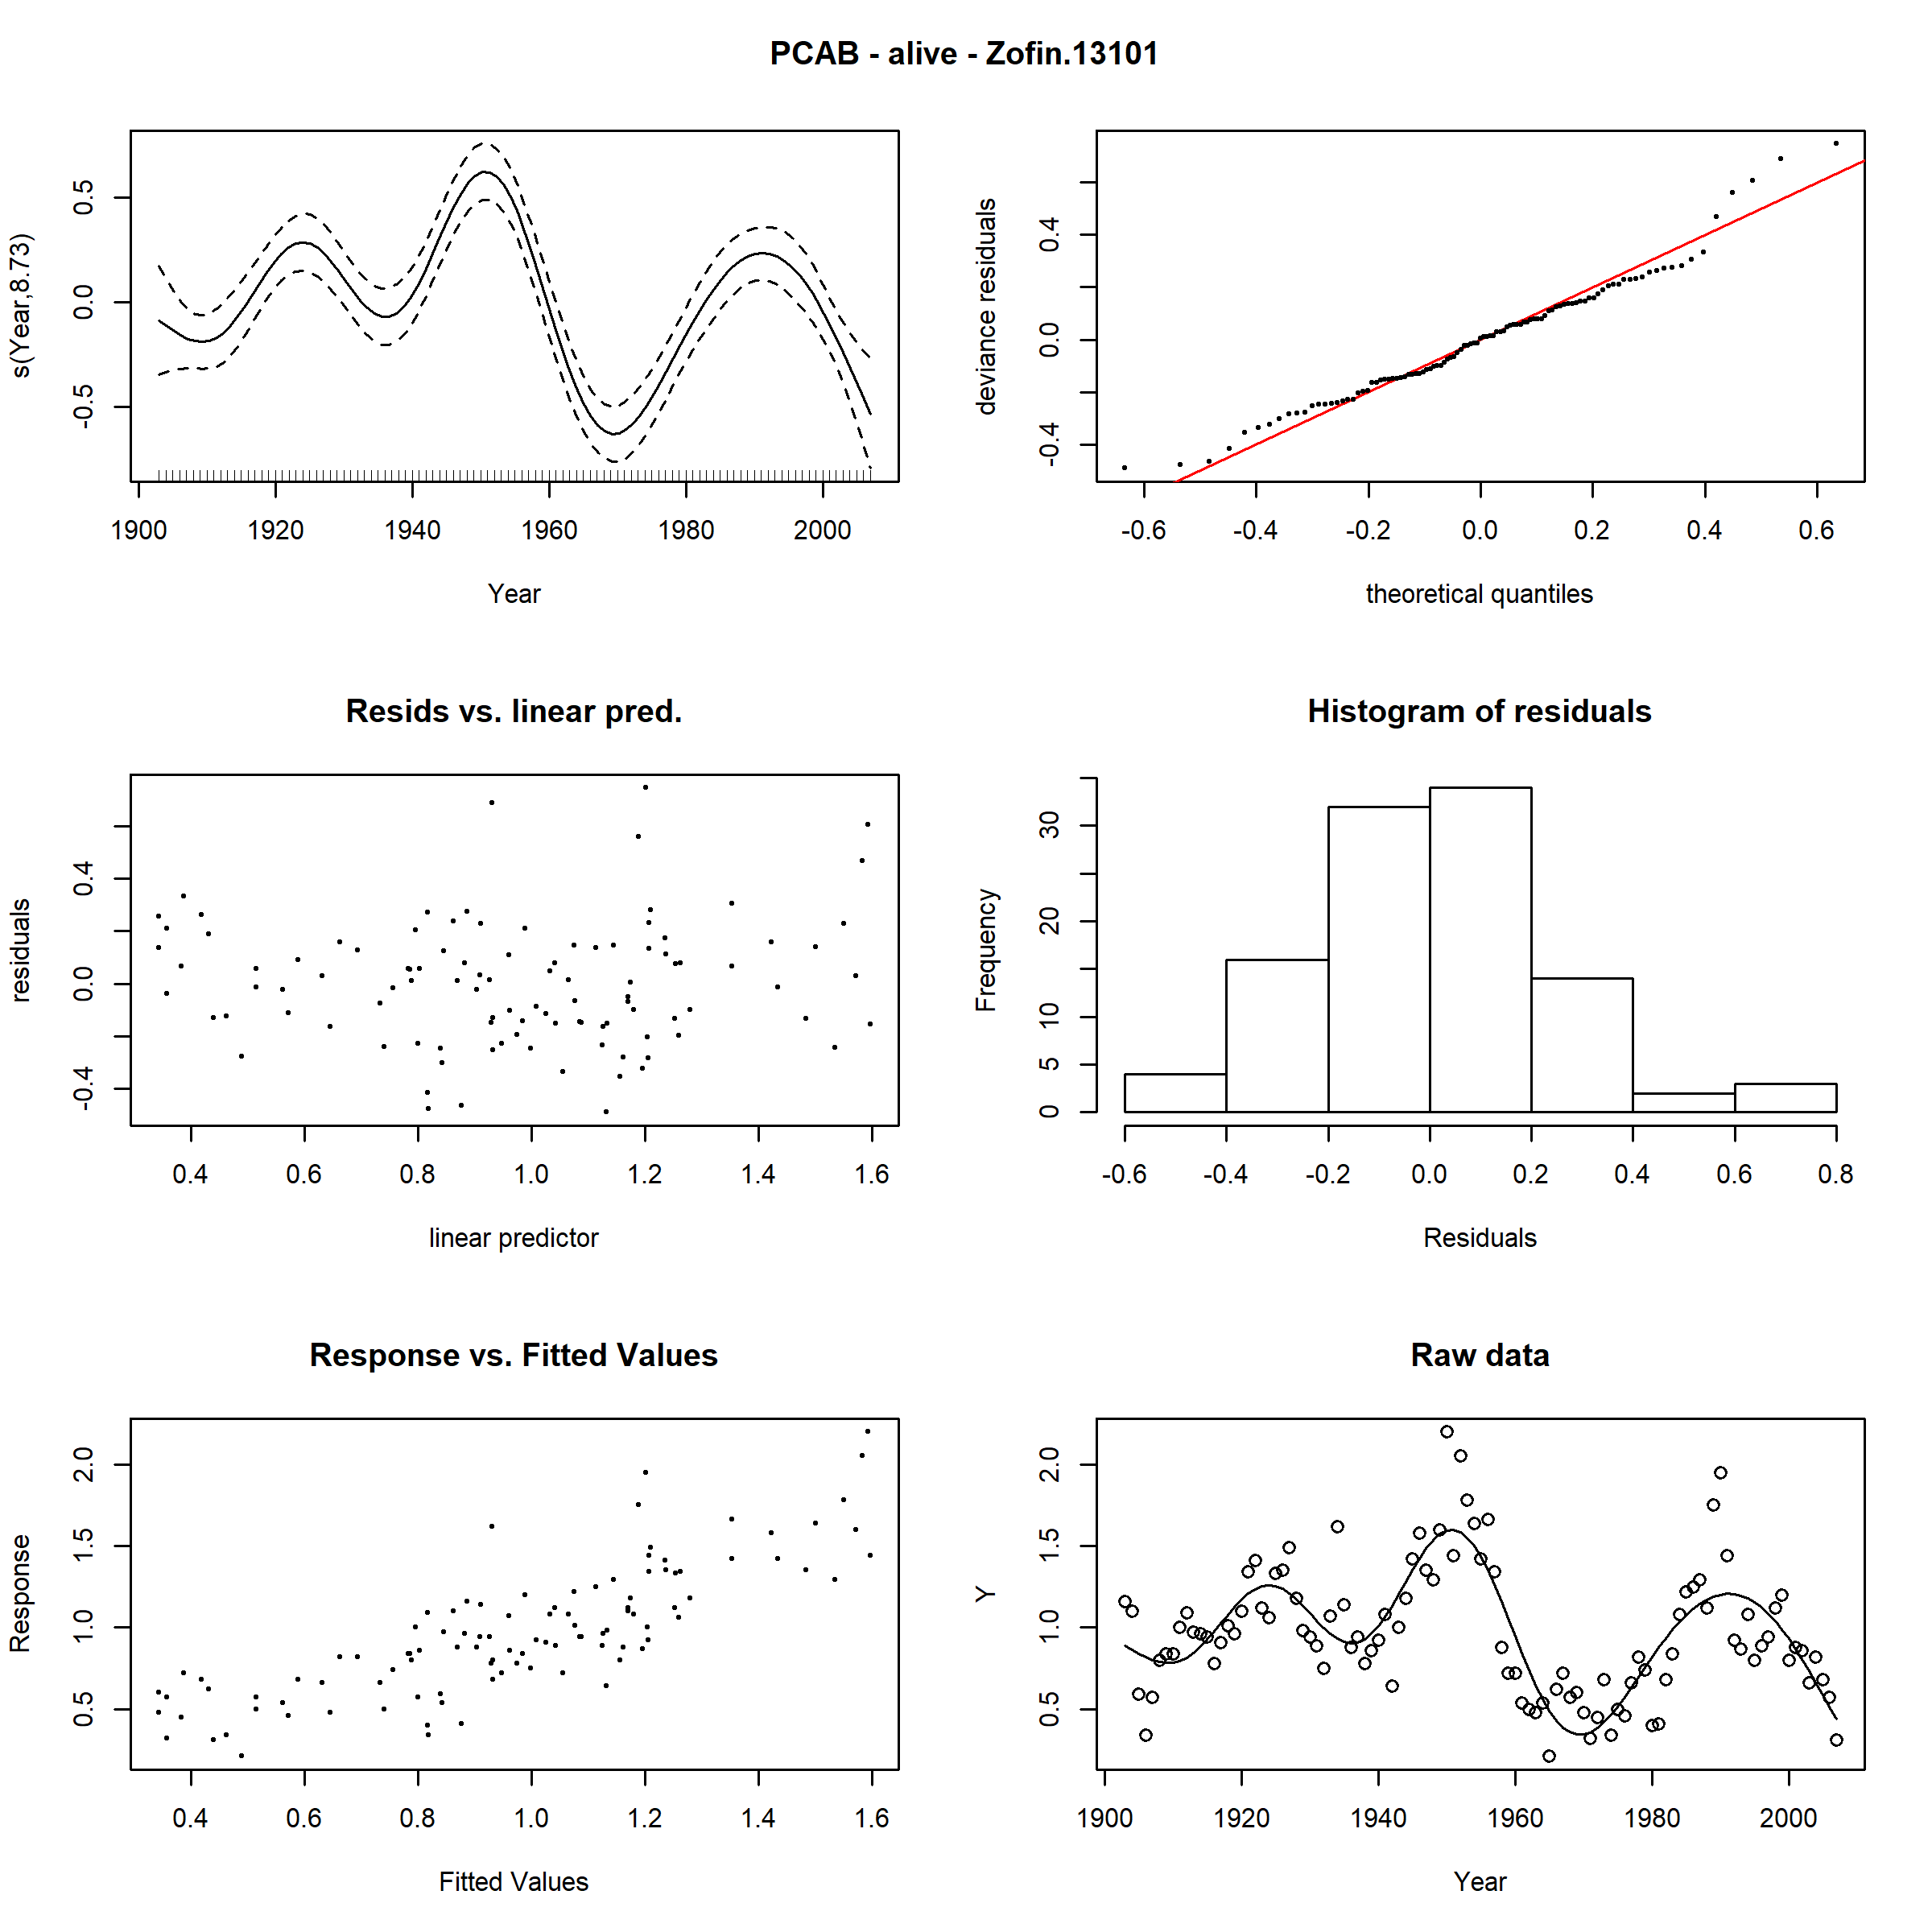 PCAB - alive - Zofin.13101
s(Year,8.73)
0.5
0.0
-0.5
1900 1920 1940 1960 1980 2000
Year
deviance residuals
0.4
0.0
-0.4
-0.6 -0.4 -0.2 0.0 0.2 0.4 0.6
theoretical quantiles
Resids vs. linear pred.
residuals
0.4
0.0
-0.4
0.4 0.6 0.8 1.0 1.2 1.4 1.6
linear predictor
Histogram of residuals
Frequency
30
20
10
5
0
-0.6 -0.4 -0.2 0.0 0.2 0.4 0.6 0.8
Residuals
Response vs. Fitted Values
Response
2.0
1.5
1.0
0.5
0.4 0.6 0.8 1.0 1.2 1.4 1.6
Fitted Values
Raw data
Y
2.0
1.5
1.0
0.5
1900 1920 1940 1960 1980 2000
Year